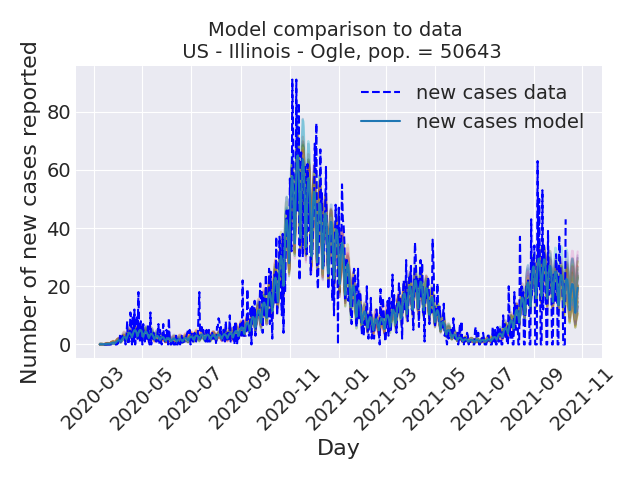 Model comparison to data
US - Illinois - Ogle, pop. = 50643
Number of new cases reported
80
60
40
20
0
new cases data
new cases model
2020-03
2020-05
2020-07
2020-09
2020-11
2021-01
2021-03
2021-05
2021-07
2021-09
2021-11
Day